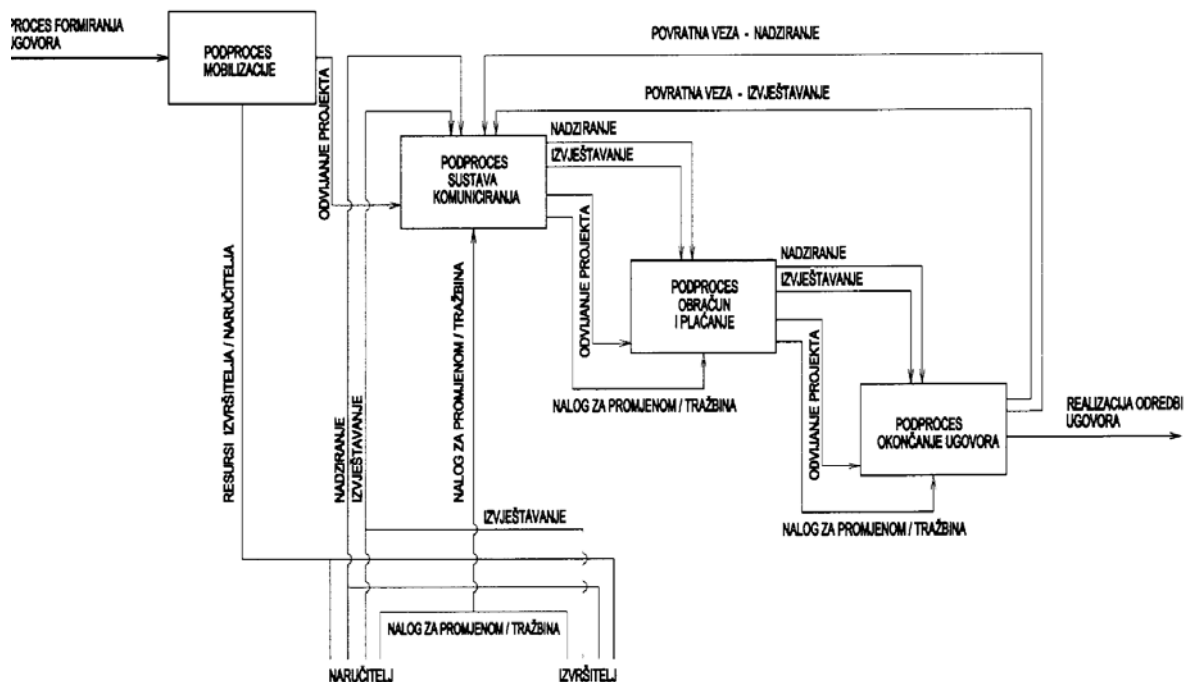 PROCES FORMIRANJA
UGOVORA
PODPROCES
MOBILIZACIJE
POVRATNA VEZA - NADZIRANJE
POVRATNA VEZA - IZVJEŠTAVANJE
ODVIJANJE PROJEKTA
NADZIRANJE
IZVJEŠTAVANJE
PODPROCES
SUSTAVA
KOMUNICIRANJA
RESURSI IZVRŠITELJA / NARUČITELJA
NADZIRANJE
IZVJEŠTAVANJE
NALOG ZA PROMJENOM / TRAŽBINA
ODVIJANJE PROJEKTA
NADZIRANJE
IZVJEŠTAVANJE
PODPROCES
OBRAČUN
I PLAĆANJE
NALOG ZA PROMJENOM / TRAŽBINA
ODVIJANJE PROJEKTA
PODPROCES
OKONČANJE UGOVORA
REALIZACIJA ODREDBI
UGOVORA
NALOG ZA PROMJENOM / TRAŽBINA
IZVJEŠTAVANJE
NALOG ZA PROMJENOM / TRAŽBINA
NARUČITELJ
IZVRŠITELJ